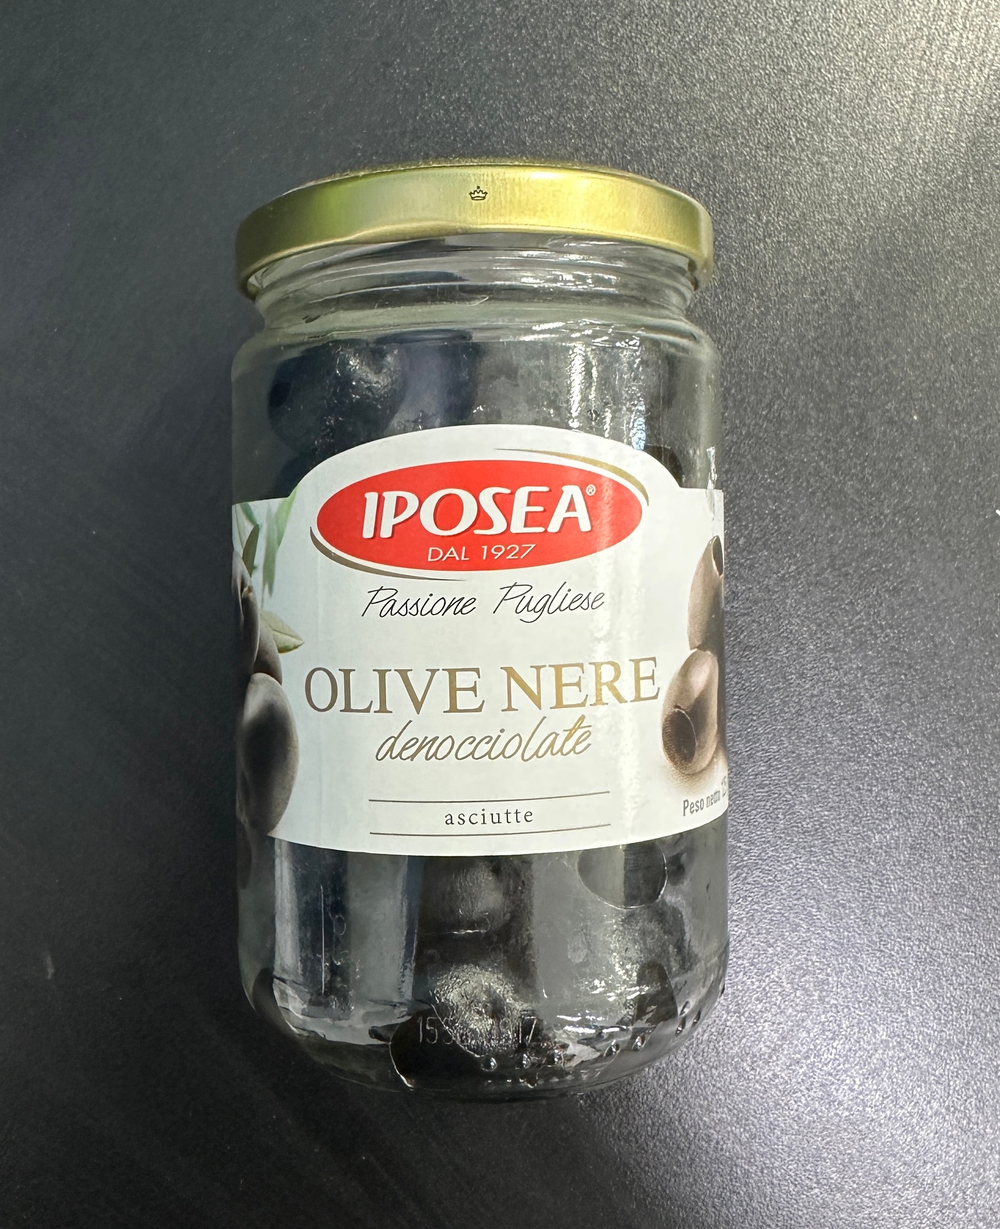 IPOSEA®
DAL 1927
Passione Pugliese
OLIVE NERE
denocciolate
asciutte
Peso netto